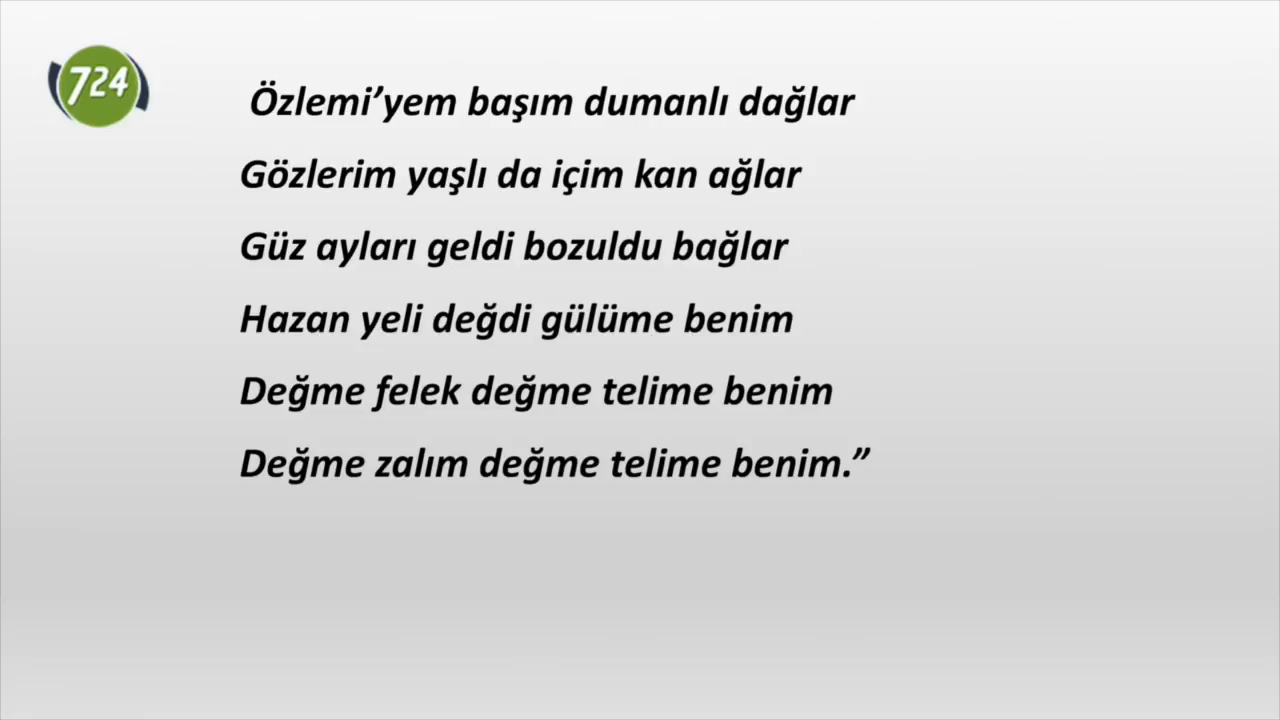 724
Özlemi’yem başım dumanlı dağlar
Gözlerim yaşlı da içim kan ağlar
Güz ayları geldi bozuldu bağlar
Hazan yeli değdi gülüme benim
Değme felek değme telime benim
Değme zalım değme telime benim.”